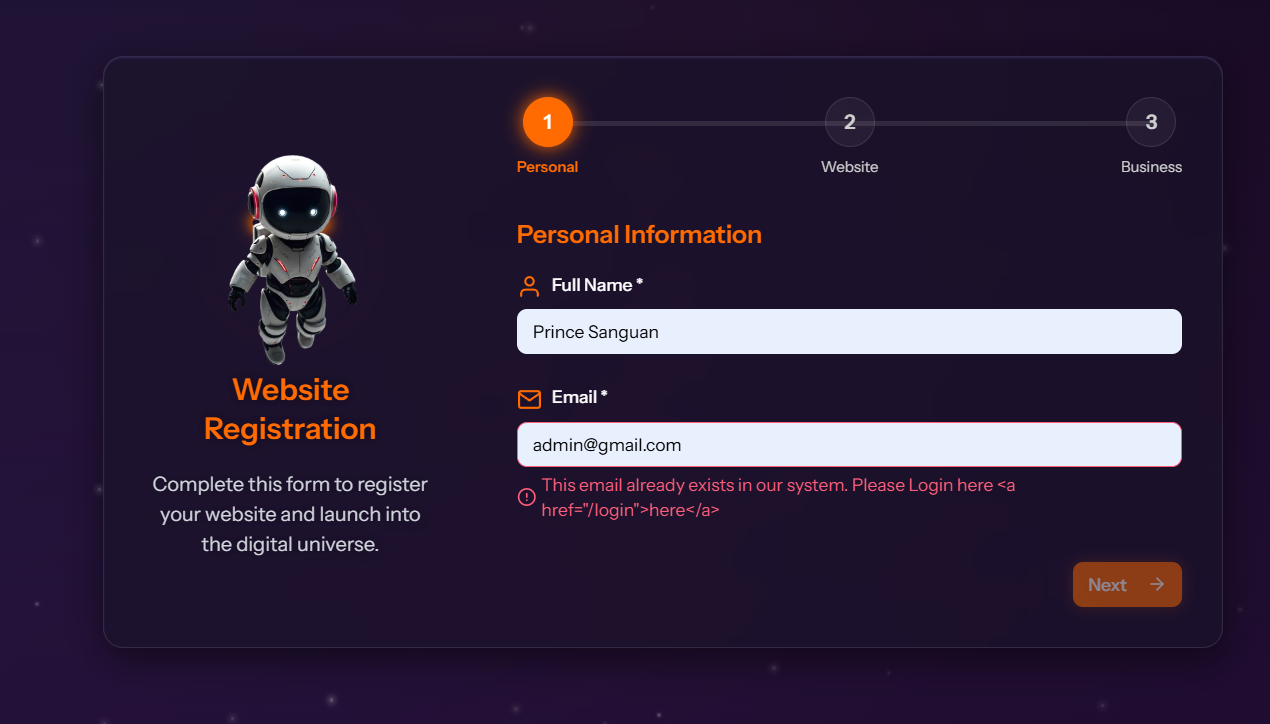 1
2
3
Personal
Website
Business
Personal Information
Full Name *
Prince Sanguan
Email *
admin@gmail.com
This email already exists in our system. Please Login here <a
href="/login">here</a>
Next
Website
Registration
Complete this form to register
your website and launch into
the digital universe.